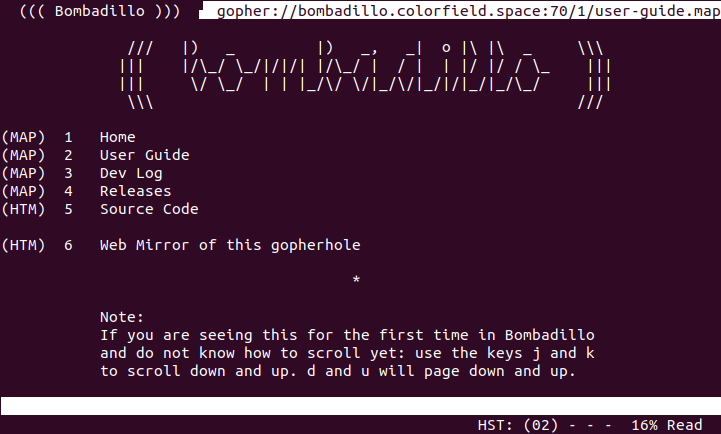 ((( Bombadillo ))) gopher://bombadillo.colorfield.space:70/1/user-guide.map
(MAP) 1 Home
(MAP) 2 User Guide
(MAP) 3 Dev Log
(MAP) 4 Releases
(HTM) 5 Source Code
(HTM) 6 Web Mirror of this gopherhole
*
Note:
If you are seeing this for the first time in Bombadillo
and do not know how to scroll yet: use the keys j and k
to scroll down and up. d and u will page down and up.
HST: (02) - - - 16% Read